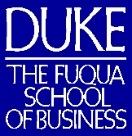 DUKE
THE FUQUA
SCHOOL
OF BUSINESS